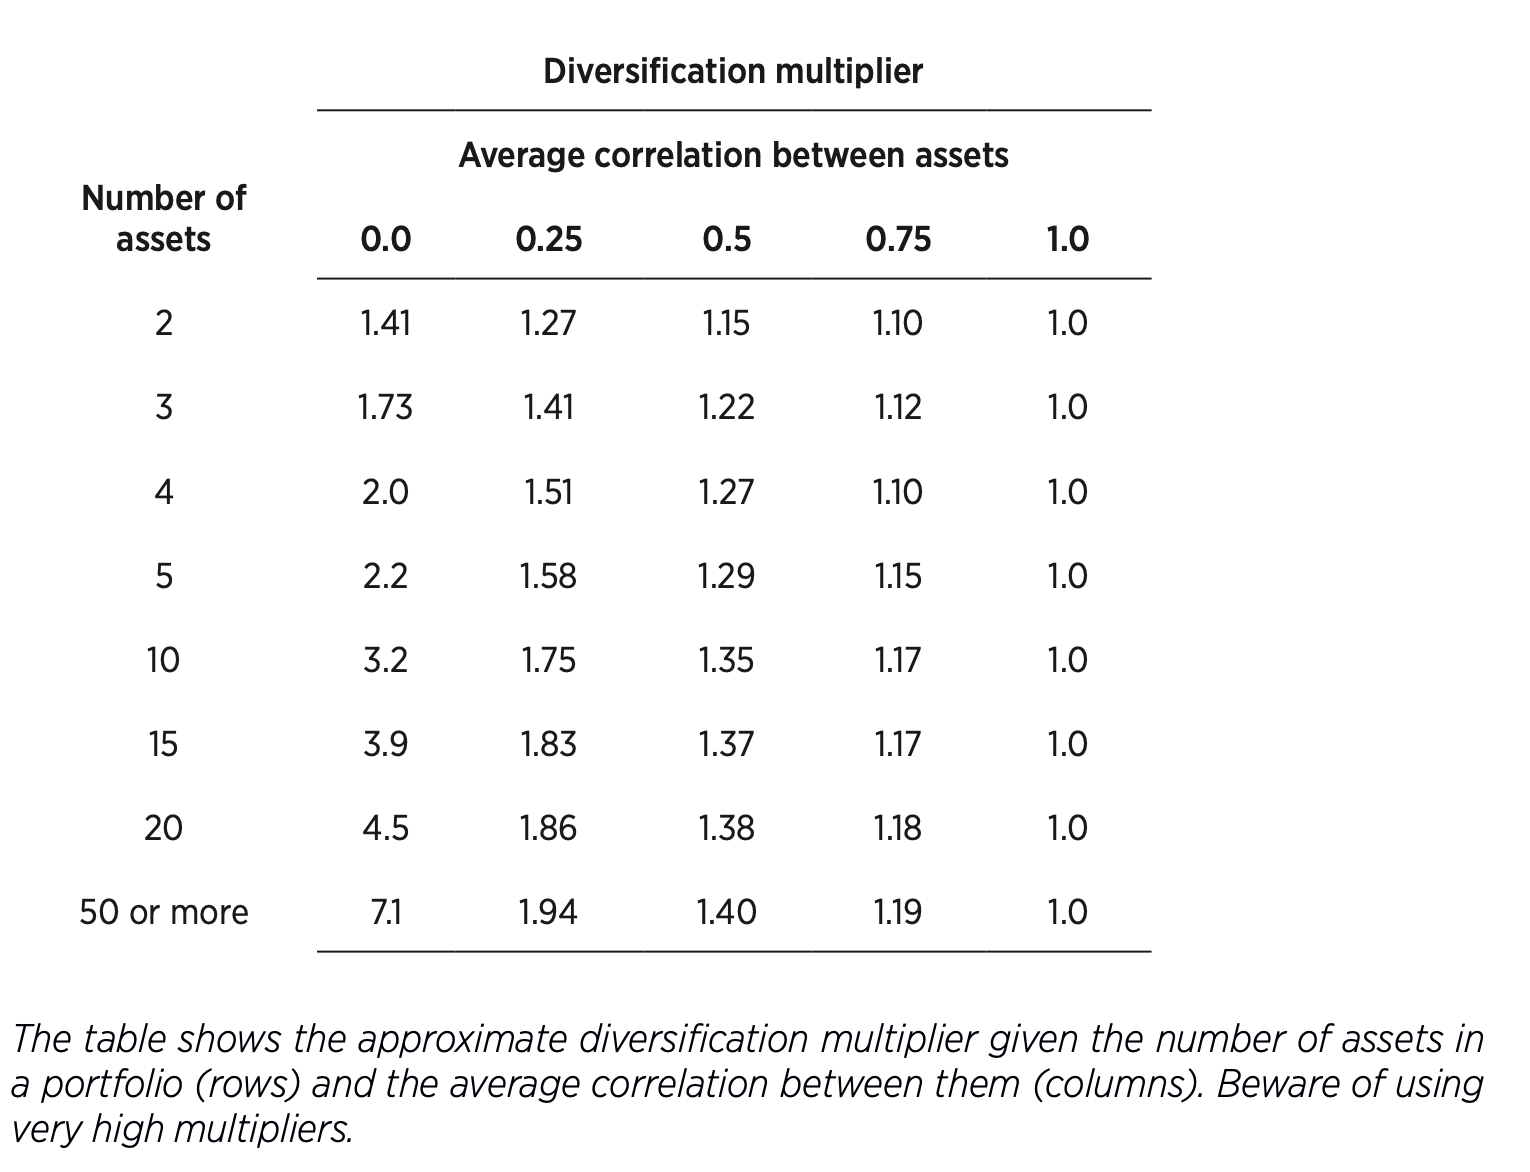 Diversification multiplier
Average correlation between assets
Number of
assets 0.0 0.25 0.5 0.75 1.0
2 1.41 1.27 1.15 1.10 1.0
3 1.73 1.41 1.22 1.12 1.0
4 2.0 1.51 1.27 1.10 1.0
5 2.2 1.58 1.29 1.15 1.0
10 3.2 1.75 1.35 1.17 1.0
15 3.9 1.83 1.37 1.17 1.0
20 4.5 1.86 1.38 1.18 1.0
50 or more 7.1 1.94 1.40 1.19 1.0
The table shows the approximate diversification multiplier given the number of assets in
a portfolio (rows) and the average correlation between them (columns). Beware of using
very high multipliers.